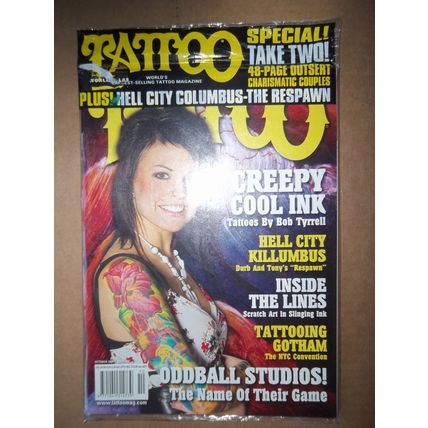 TATTOO
WORLD'S
BEST-SELLING TATTOO MAGAZINE
SPECIAL!
TAKE TWO!
48-PAGE OUTSERT
CHARISMATIC COUPLES
PLUS! HELL CITY COLUMBUS-THE RESPAWN
CREEPY
COOL INK
Tattoos By Bob Tyrrell
HELL CITY
KILLUMBUS
Durb And Tony's "Respawn"
INSIDE
THE LINES
Scratch Art In Slinging Ink
TATTOOING
GOTHAM
The NYC Convention
ODDBALL STUDIOS!
The Name Of Their Game
www.tattoomag.com